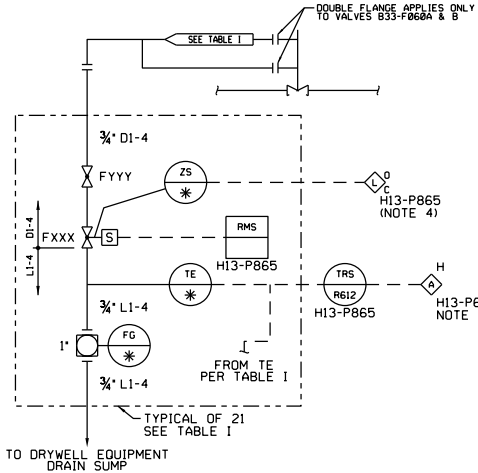 DOUBLE FLANGE APPLIES ONLY
TO VALVES B33-F060A & B
SEE TABLE I
3/4" D1-4
FYYY
ZS
*
L
O
C
H13-P865
(NOTE 4)
D1-4
L1-4
FXXX
S
RMS
H13-P865
TE
*
TRS
R612
H13-P865
H
A
H13-P8
NOTE
3/4" L1-4
1"
FG
*
FROM TE
PER TABLE I
3/4" L1-4
TYPICAL OF 21
SEE TABLE I
TO DRYWELL EQUIPMENT
DRAIN SUMP